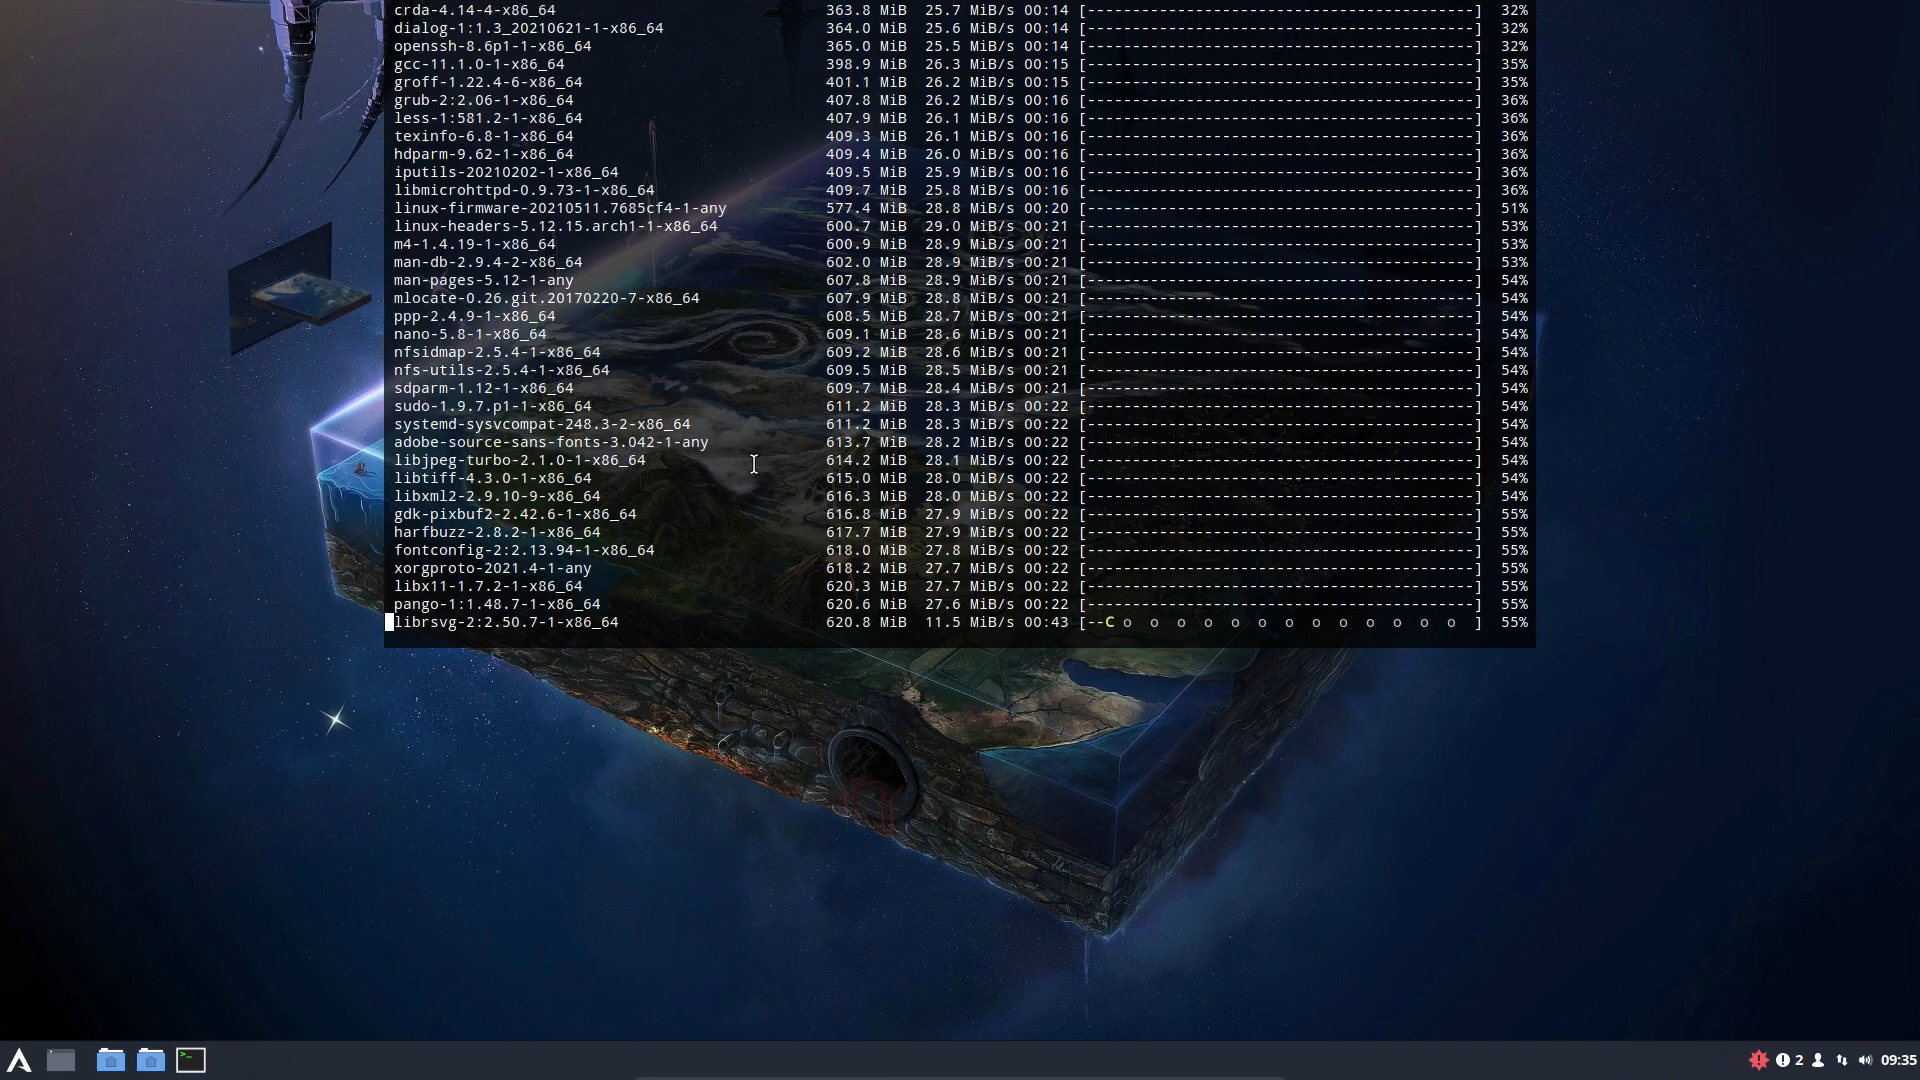 crda-4.14-4-x86_64 363.8 MiB 25.7 MiB/s 00:14 [-------------------------------------------] 32%
dialog-1:1.3_20210621-1-x86_64 364.0 MiB 25.6 MiB/s 00:14 [-------------------------------------------] 32%
openssh-8.6p1-1-x86_64 365.0 MiB 25.5 MiB/s 00:14 [-------------------------------------------] 32%
gcc-11.1.0-1-x86_64 398.9 MiB 26.3 MiB/s 00:15 [-------------------------------------------] 35%
groff-1.22.4-6-x86_64 401.1 MiB 26.2 MiB/s 00:15 [-------------------------------------------] 35%
grub-2:2.06-1-x86_64 407.8 MiB 26.2 MiB/s 00:16 [-------------------------------------------] 36%
less-1:581.2-1-x86_64 407.9 MiB 26.1 MiB/s 00:16 [-------------------------------------------] 36%
texinfo-6.8-1-x86_64 409.3 MiB 26.1 MiB/s 00:16 [-------------------------------------------] 36%
hdparm-9.62-1-x86_64 409.4 MiB 26.0 MiB/s 00:16 [-------------------------------------------] 36%
iputils-20210202-1-x86_64 409.5 MiB 25.9 MiB/s 00:16 [-------------------------------------------] 36%
libmicrohttpd-0.9.73-1-x86_64 409.7 MiB 25.8 MiB/s 00:16 [-------------------------------------------] 36%
linux-firmware-20210511.7685cf4-1-any 577.4 MiB 28.8 MiB/s 00:20 [-------------------------------------------] 51%
linux-headers-5.12.15.arch1-1-x86_64 600.7 MiB 29.0 MiB/s 00:21 [-------------------------------------------] 53%
m4-1.4.19-1-x86_64 600.9 MiB 28.9 MiB/s 00:21 [-------------------------------------------] 53%
man-db-2.9.4-2-x86_64 602.0 MiB 28.9 MiB/s 00:21 [-------------------------------------------] 53%
man-pages-5.12-1-any 607.8 MiB 28.9 MiB/s 00:21 [-------------------------------------------] 54%
mlocate-0.26.git.20170220-7-x86_64 607.9 MiB 28.8 MiB/s 00:21 [-------------------------------------------] 54%
ppp-2.4.9-1-x86_64 608.5 MiB 28.7 MiB/s 00:21 [-------------------------------------------] 54%
nano-5.8-1-x86_64 609.1 MiB 28.6 MiB/s 00:21 [-------------------------------------------] 54%
nfsidmap-2.5.4-1-x86_64 609.2 MiB 28.6 MiB/s 00:21 [-------------------------------------------] 54%
nfs-utils-2.5.4-1-x86_64 609.5 MiB 28.5 MiB/s 00:21 [-------------------------------------------] 54%
sdparm-1.12-1-x86_64 609.7 MiB 28.4 MiB/s 00:21 [-------------------------------------------] 54%
sudo-1.9.7.p1-1-x86_64 611.2 MiB 28.3 MiB/s 00:22 [-------------------------------------------] 54%
systemd-sysvcompat-248.3-2-x86_64 611.2 MiB 28.3 MiB/s 00:22 [-------------------------------------------] 54%
adobe-source-sans-fonts-3.042-1-any 613.7 MiB 28.2 MiB/s 00:22 [-------------------------------------------] 54%
libjpeg-turbo-2.1.0-1-x86_64 614.2 MiB 28.1 MiB/s 00:22 [-------------------------------------------] 54%
libtiff-4.3.0-1-x86_64 615.0 MiB 28.0 MiB/s 00:22 [-------------------------------------------] 54%
libxml2-2.9.10-9-x86_64 616.3 MiB 28.0 MiB/s 00:22 [-------------------------------------------] 54%
gdk-pixbuf2-2.42.6-1-x86_64 616.8 MiB 27.9 MiB/s 00:22 [-------------------------------------------] 55%
harfbuzz-2.8.2-1-x86_64 617.7 MiB 27.9 MiB/s 00:22 [-------------------------------------------] 55%
fontconfig-2:2.13.94-1-x86_64 618.0 MiB 27.8 MiB/s 00:22 [-------------------------------------------] 55%
xorgproto-2021.4-1-any 618.2 MiB 27.7 MiB/s 00:22 [-------------------------------------------] 55%
libx11-1.7.2-1-x86_64 620.3 MiB 27.7 MiB/s 00:22 [-------------------------------------------] 55%
pango-1:1.48.7-1-x86_64 620.6 MiB 27.6 MiB/s 00:22 [-------------------------------------------] 55%
librsvg-2:2.50.7-1-x86_64 620.8 MiB 11.5 MiB/s 00:43 [--C o  o  o  o  o  o  o  o  o  o  o  o  o  ] 55%
2 09:35